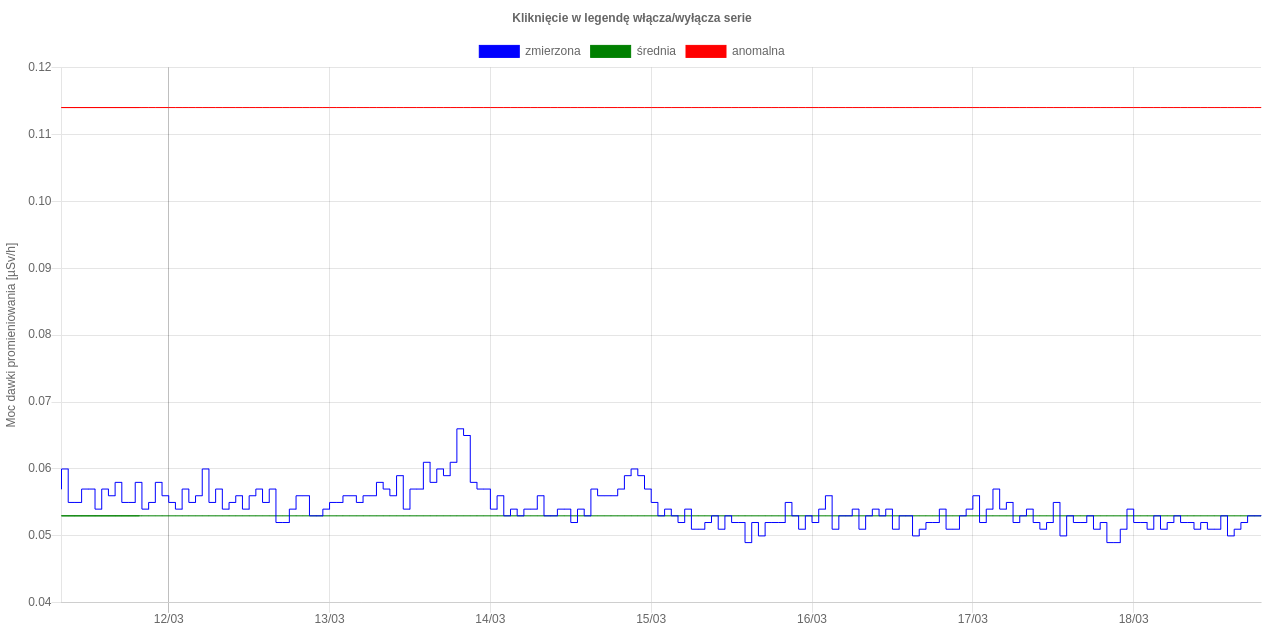 Kliknięcie w legendę włącza/wyłącza serie
zmierzona średnia anomalna
Moc dawki promieniowania [µSv/h]
0.12
0.11
0.10
0.09
0.08
0.07
0.06
0.05
0.04
12/03 13/03 14/03 15/03 16/03 17/03 18/03